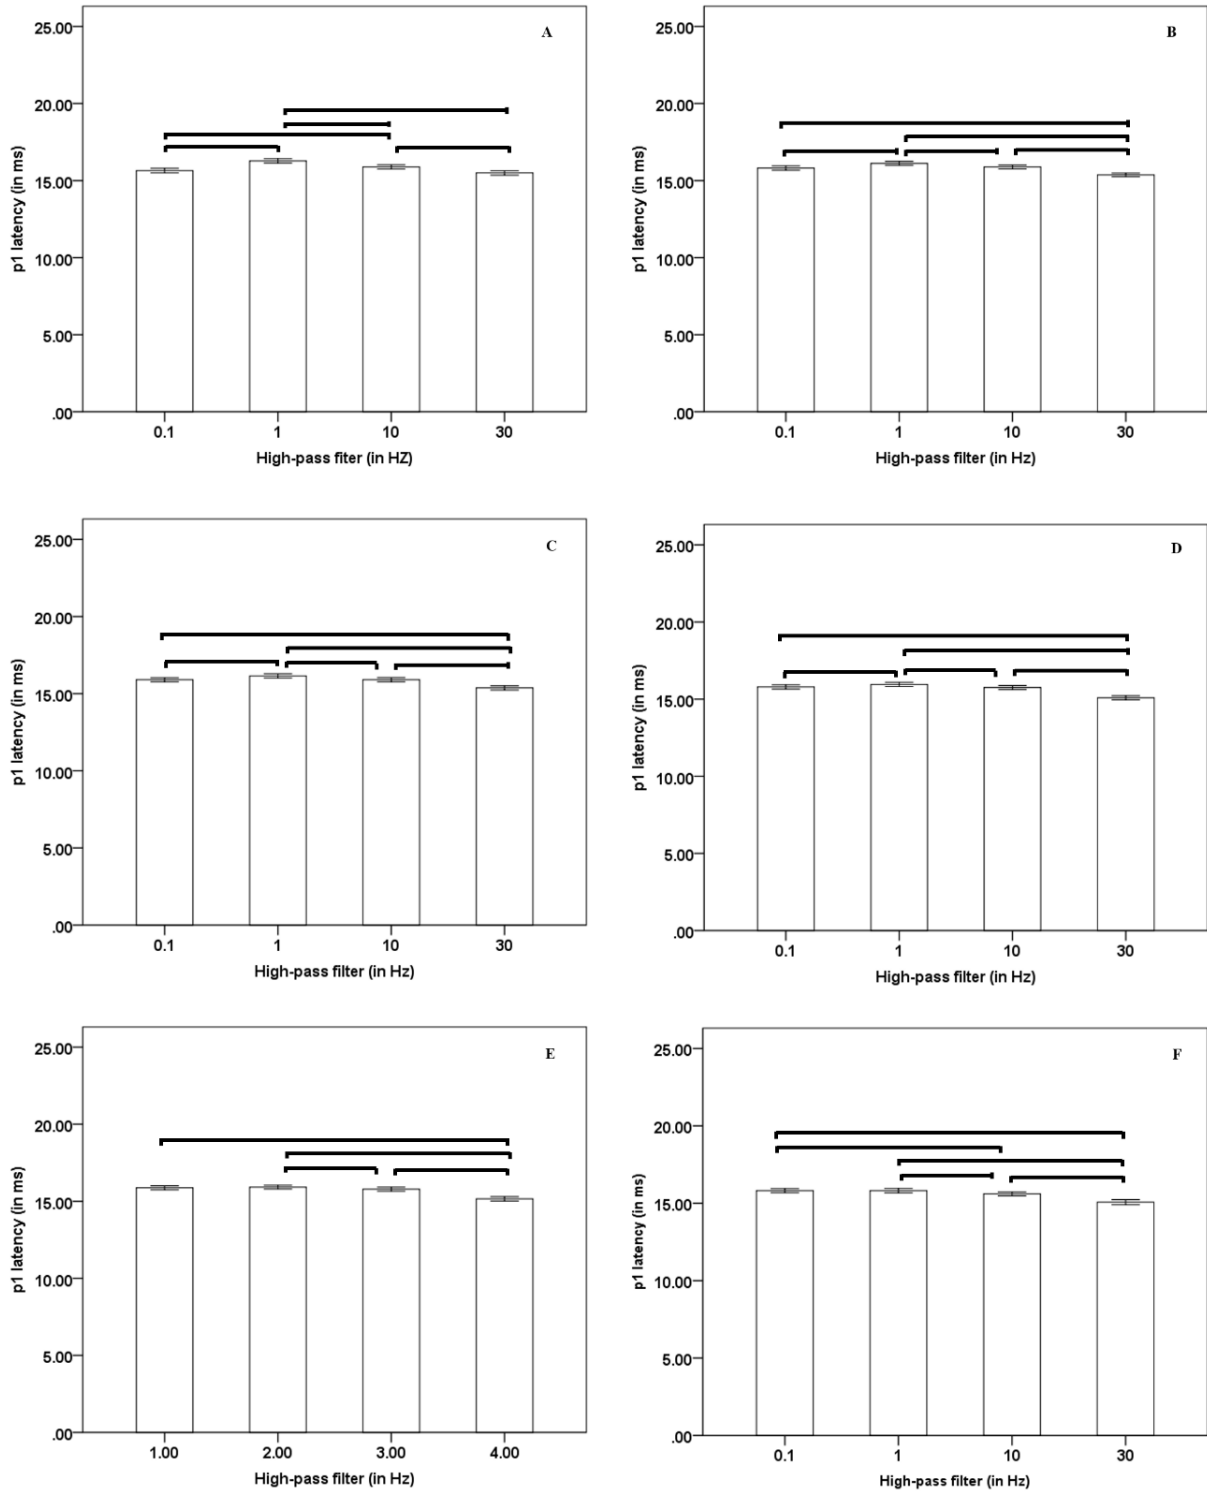 A
25.00
20.00
15.00
10.00
5.00
.00
p1 latency (in ms)
0.1 1 10 30
High-pass fiter (in HZ)
B
25.00
20.00
15.00
10.00
5.00
.00
p1 latency (in ms)
0.1 1 10 30
High-pass filter (in Hz)
C
25.00
20.00
15.00
10.00
5.00
.00
p1 latency (in ms)
0.1 1 10 30
High-pass filter (in Hz)
D
25.00
20.00
15.00
10.00
5.00
.00
p1 latency (in ms)
0.1 1 10 30
High-pass filter (in Hz)
E
25.00
20.00
15.00
10.00
5.00
.00
p1 latency (in ms)
1.00 2.00 3.00 4.00
High-pass filter (in Hz)
F
25.00
20.00
15.00
10.00
5.00
.00
p1 latency (in ms)
0.1 1 10 30
High-pass filter (in Hz)